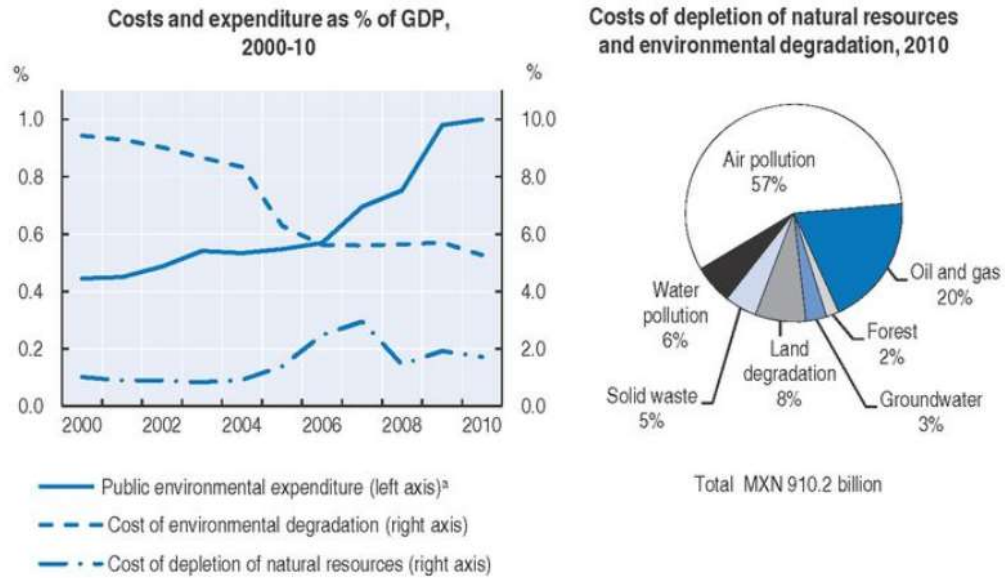 Costs and expenditure as % of GDP,
2000-10
%
%
1.0
0.8
0.6
0.4
0.2
0.0
10.0
8.0
6.0
4.0
2.0
0.0
2000
2002
2004
2006
2008
2010
Public environmental expenditure (left axis)ᵃ
Cost of environmental degradation (right axis)
Cost of depletion of natural resources (right axis)
Costs of depletion of natural resources
and environmental degradation, 2010
Air pollution
57%
Oil and gas
20%
Forest
2%
Groundwater
3%
Land
degradation
8%
Solid waste
5%
Water
pollution
6%
Total MXN 910.2 billion